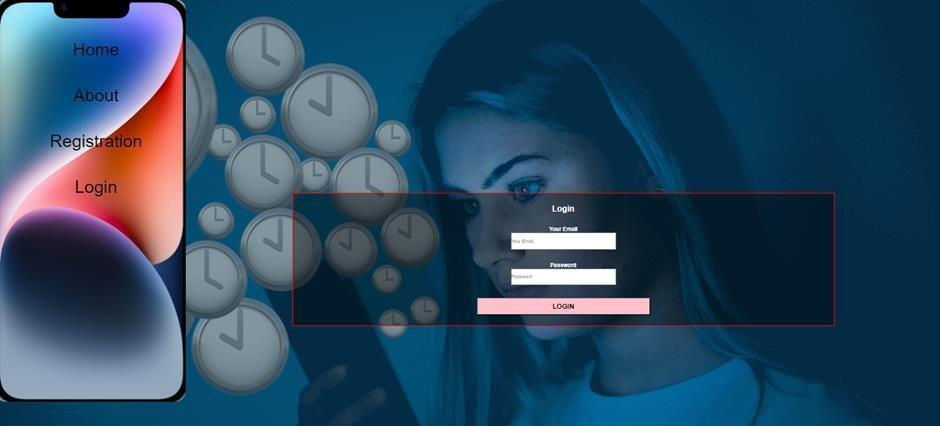 Home
About
Registration
Login
Login
Your Email
Your Email
Password
Password
LOGIN